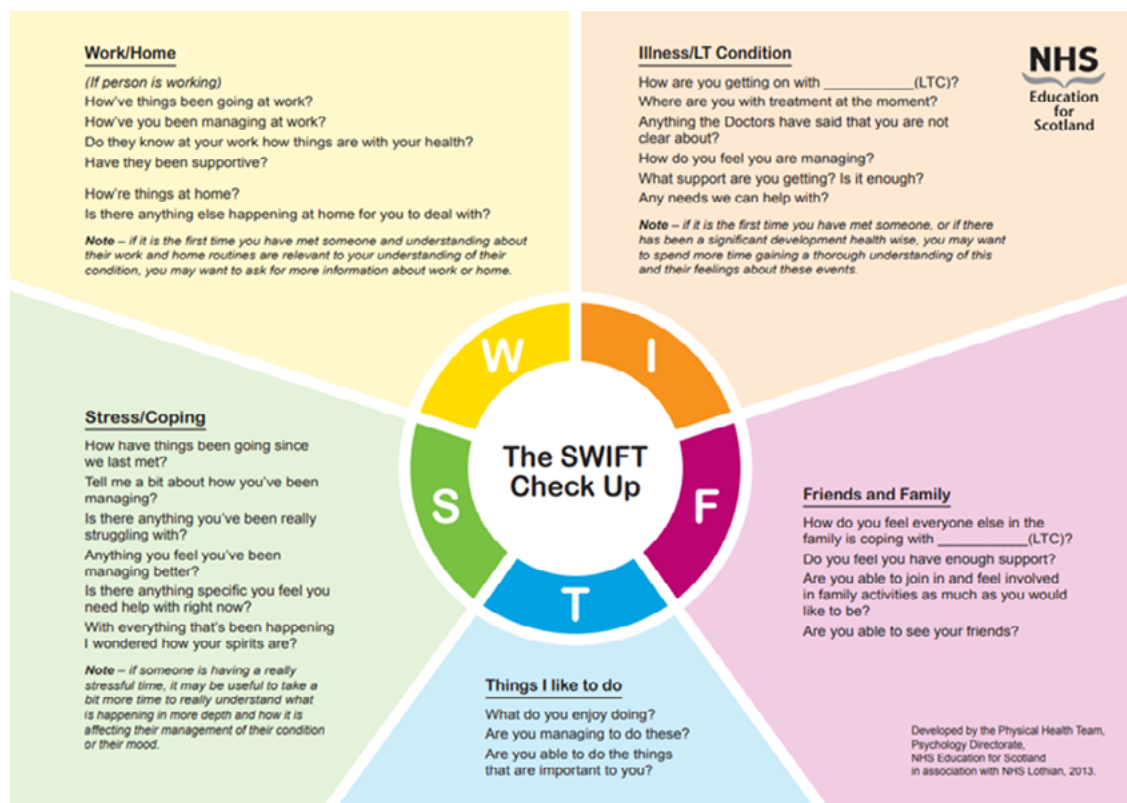 Work/Home
(If person is working)
How've things been going at work?
How've you been managing at work?
Do they know at your work how things are with your health?
Have they been supportive?
How're things at home?
Is there anything else happening at home for you to deal with?
Note – if it is the first time you have met someone and understanding about
their work and home routines are relevant to your understanding of their
condition, you may want to ask for more information about work or home.
Illness/LT Condition
How are you getting on with ___________(LTC)?
Where are you with treatment at the moment?
Anything the Doctors have said that you are not
clear about?
How do you feel you are managing?
What support are you getting? Is it enough?
Any needs we can help with?
Note – if it is the first time you have met someone, or if there
has been a significant development health wise, you may want
to spend more time gaining a thorough understanding of this
and their feelings about these events.
NHS
Education
for
Scotland
W
I
S
F
T
The SWIFT
Check Up
Stress/Coping
How have things been going since
we last met?
Tell me a bit about how you've been
managing?
Is there anything you've been really
struggling with?
Anything you feel you've been
managing better?
Is there anything specific you feel you
need help with right now?
With everything that's been happening
I wondered how your spirits are?
Note – if someone is having a really
stressful time, it may be useful to take a
bit more time to really understand what
is happening in more depth and how it is
affecting their management of their condition
or their mood.
Things I like to do
What do you enjoy doing?
Are you managing to do these?
Are you able to do the things
that are important to you?
Friends and Family
How do you feel everyone else in the
family is coping with ___________(LTC)?
Do you feel you have enough support?
Are you able to join in and feel involved
in family activities as much as you would
like to be?
Are you able to see your friends?
Developed by the Physical Health Team,
Psychology Directorate,
NHS Education for Scotland
in association with NHS Lothian, 2013.